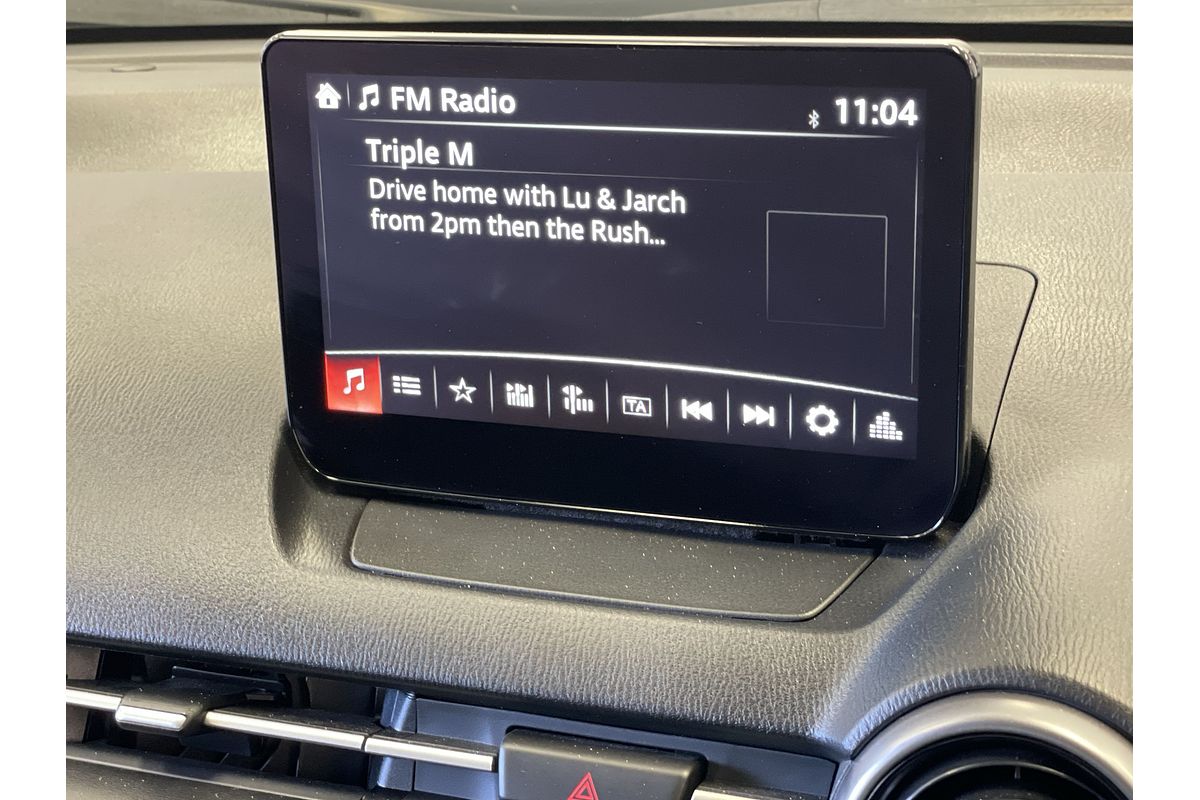 FM Radio
11:04
Triple M
Drive home with Lu & Jarch
from 2pm then the Rush...
TA